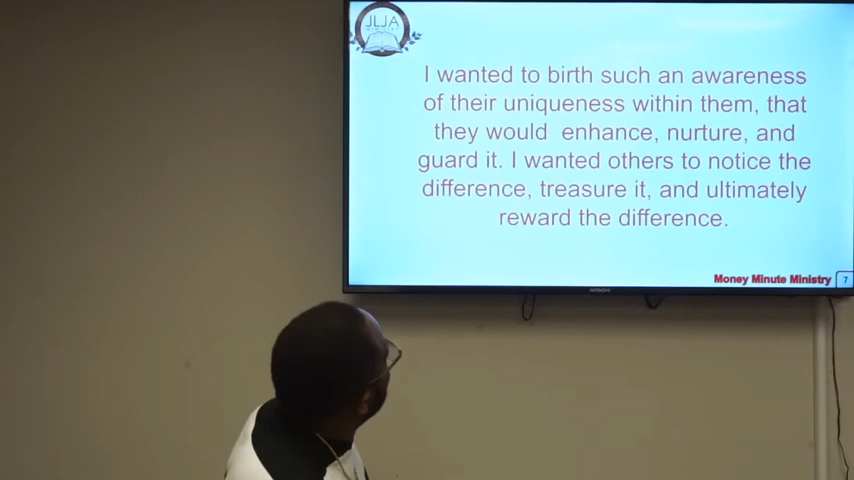 JLJA
I wanted to birth such an awareness
of their uniqueness within them, that
they would enhance, nurture, and
guard it. I wanted others to notice the
difference, treasure it, and ultimately
reward the difference.
Money Minute Ministry
7
HITACHI